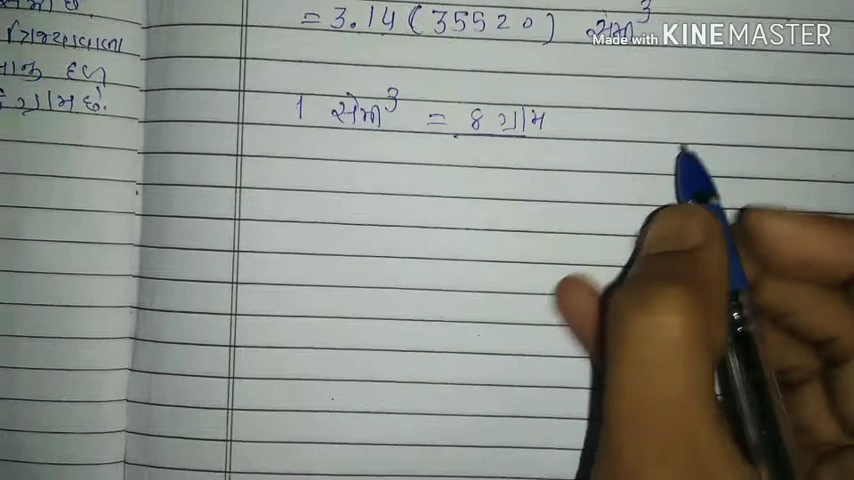 = 3.14 ( 35520 ) સેમી³
Made with KINEMASTER
ત્રિજ્યાવાળા
1 સેમી³ = 8 ગ્રામ